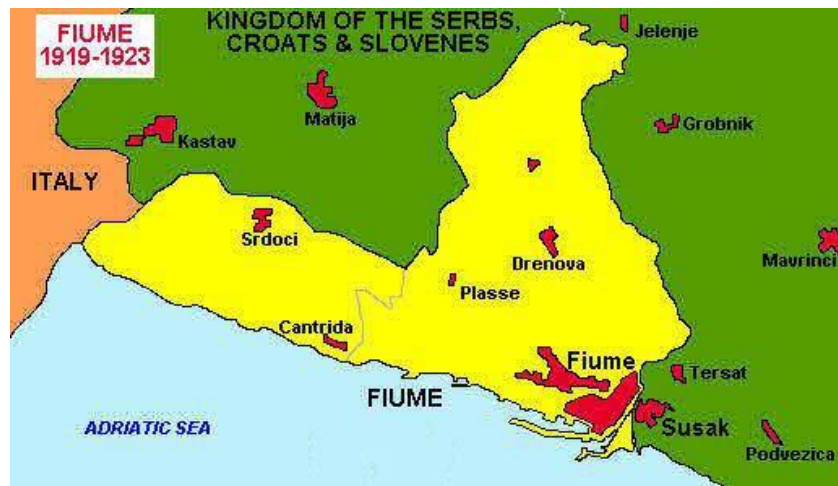 FIUME
1919-1923
KINGDOM OF THE SERBS,
CROATS & SLOVENES
Jelenje
Matija
Grobnik
Kastav
ITALY
Srdoci
Drenova
Mavrinci
Plasse
Cantrida
Fiume
Tersat
FIUME
ADRIATIC SEA
Susak
Podvezica